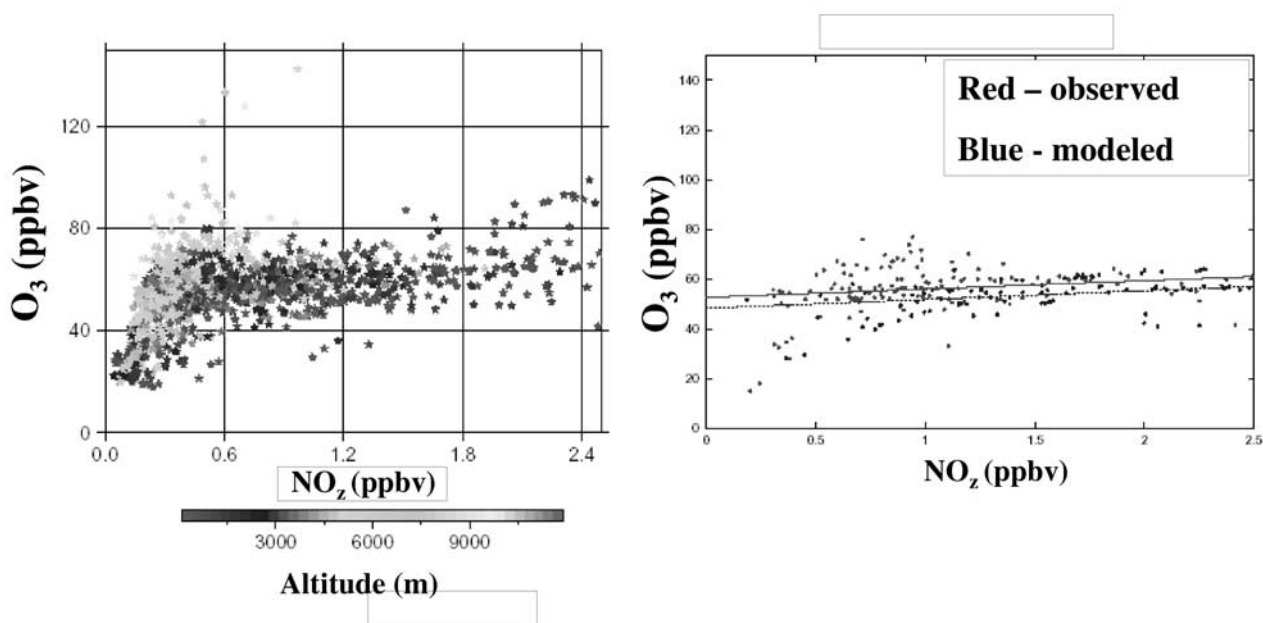 O3 (ppbv)
120
80
40
0
0.0 0.6 1.2 1.8 2.4
NOz (ppbv)
3000 6000 9000
Altitude (m)
Red – observed
Blue - modeled
O3 (ppbv)
140
120
100
80
60
40
20
0
0 0.5 1 1.5 2 2.5
NOz (ppbv)